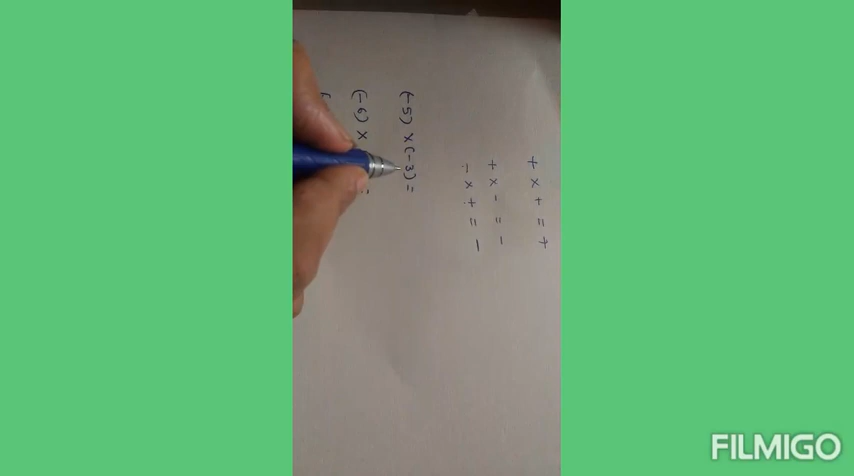 + x + = +
+ x - = -
- x + = -
(-5) x (-3) =
(-6) x
FILMIGO